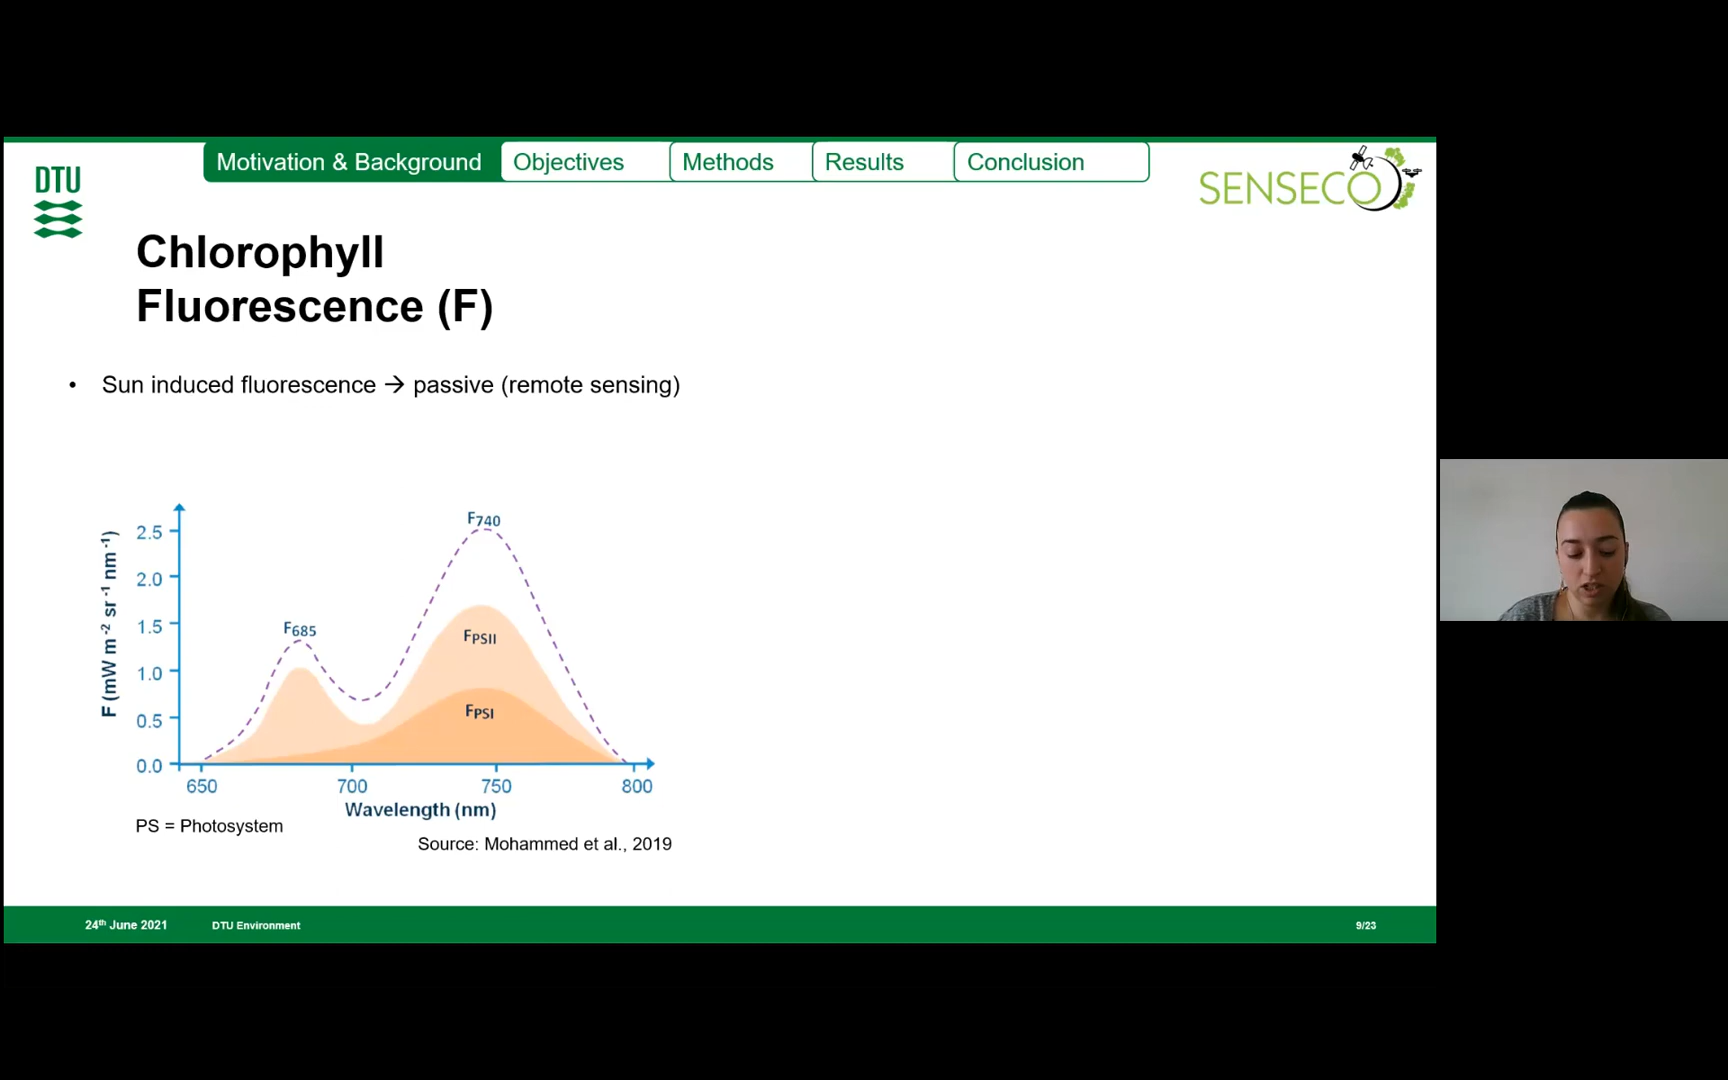 Motivation & Background
Objectives
Methods
Results
Conclusion
DTU
SENSECO
Chlorophyll
Fluorescence (F)
• Sun induced fluorescence → passive (remote sensing)
F (mW m⁻² sr⁻¹ nm⁻¹)
2.5
2.0
1.5
1.0
0.5
0.0
F740
F685
FPSII
FPSI
650 700 750 800
Wavelength (nm)
PS = Photosystem
Source: Mohammed et al., 2019
24th June 2021
DTU Environment
9/23